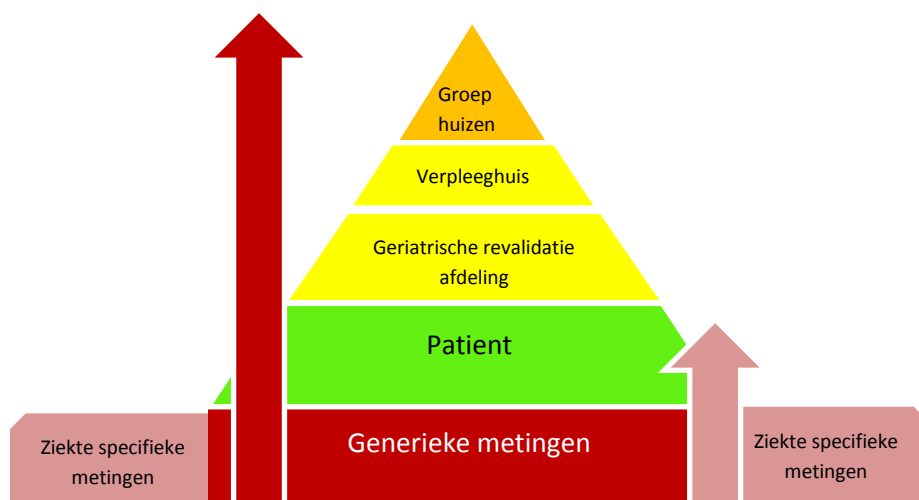 Groep
huizen
Verpleeghuis
Geriatrische revalidatie
afdeling
Patient
Generieke metingen
Ziekte specifieke
metingen
Ziekte specifieke
metingen